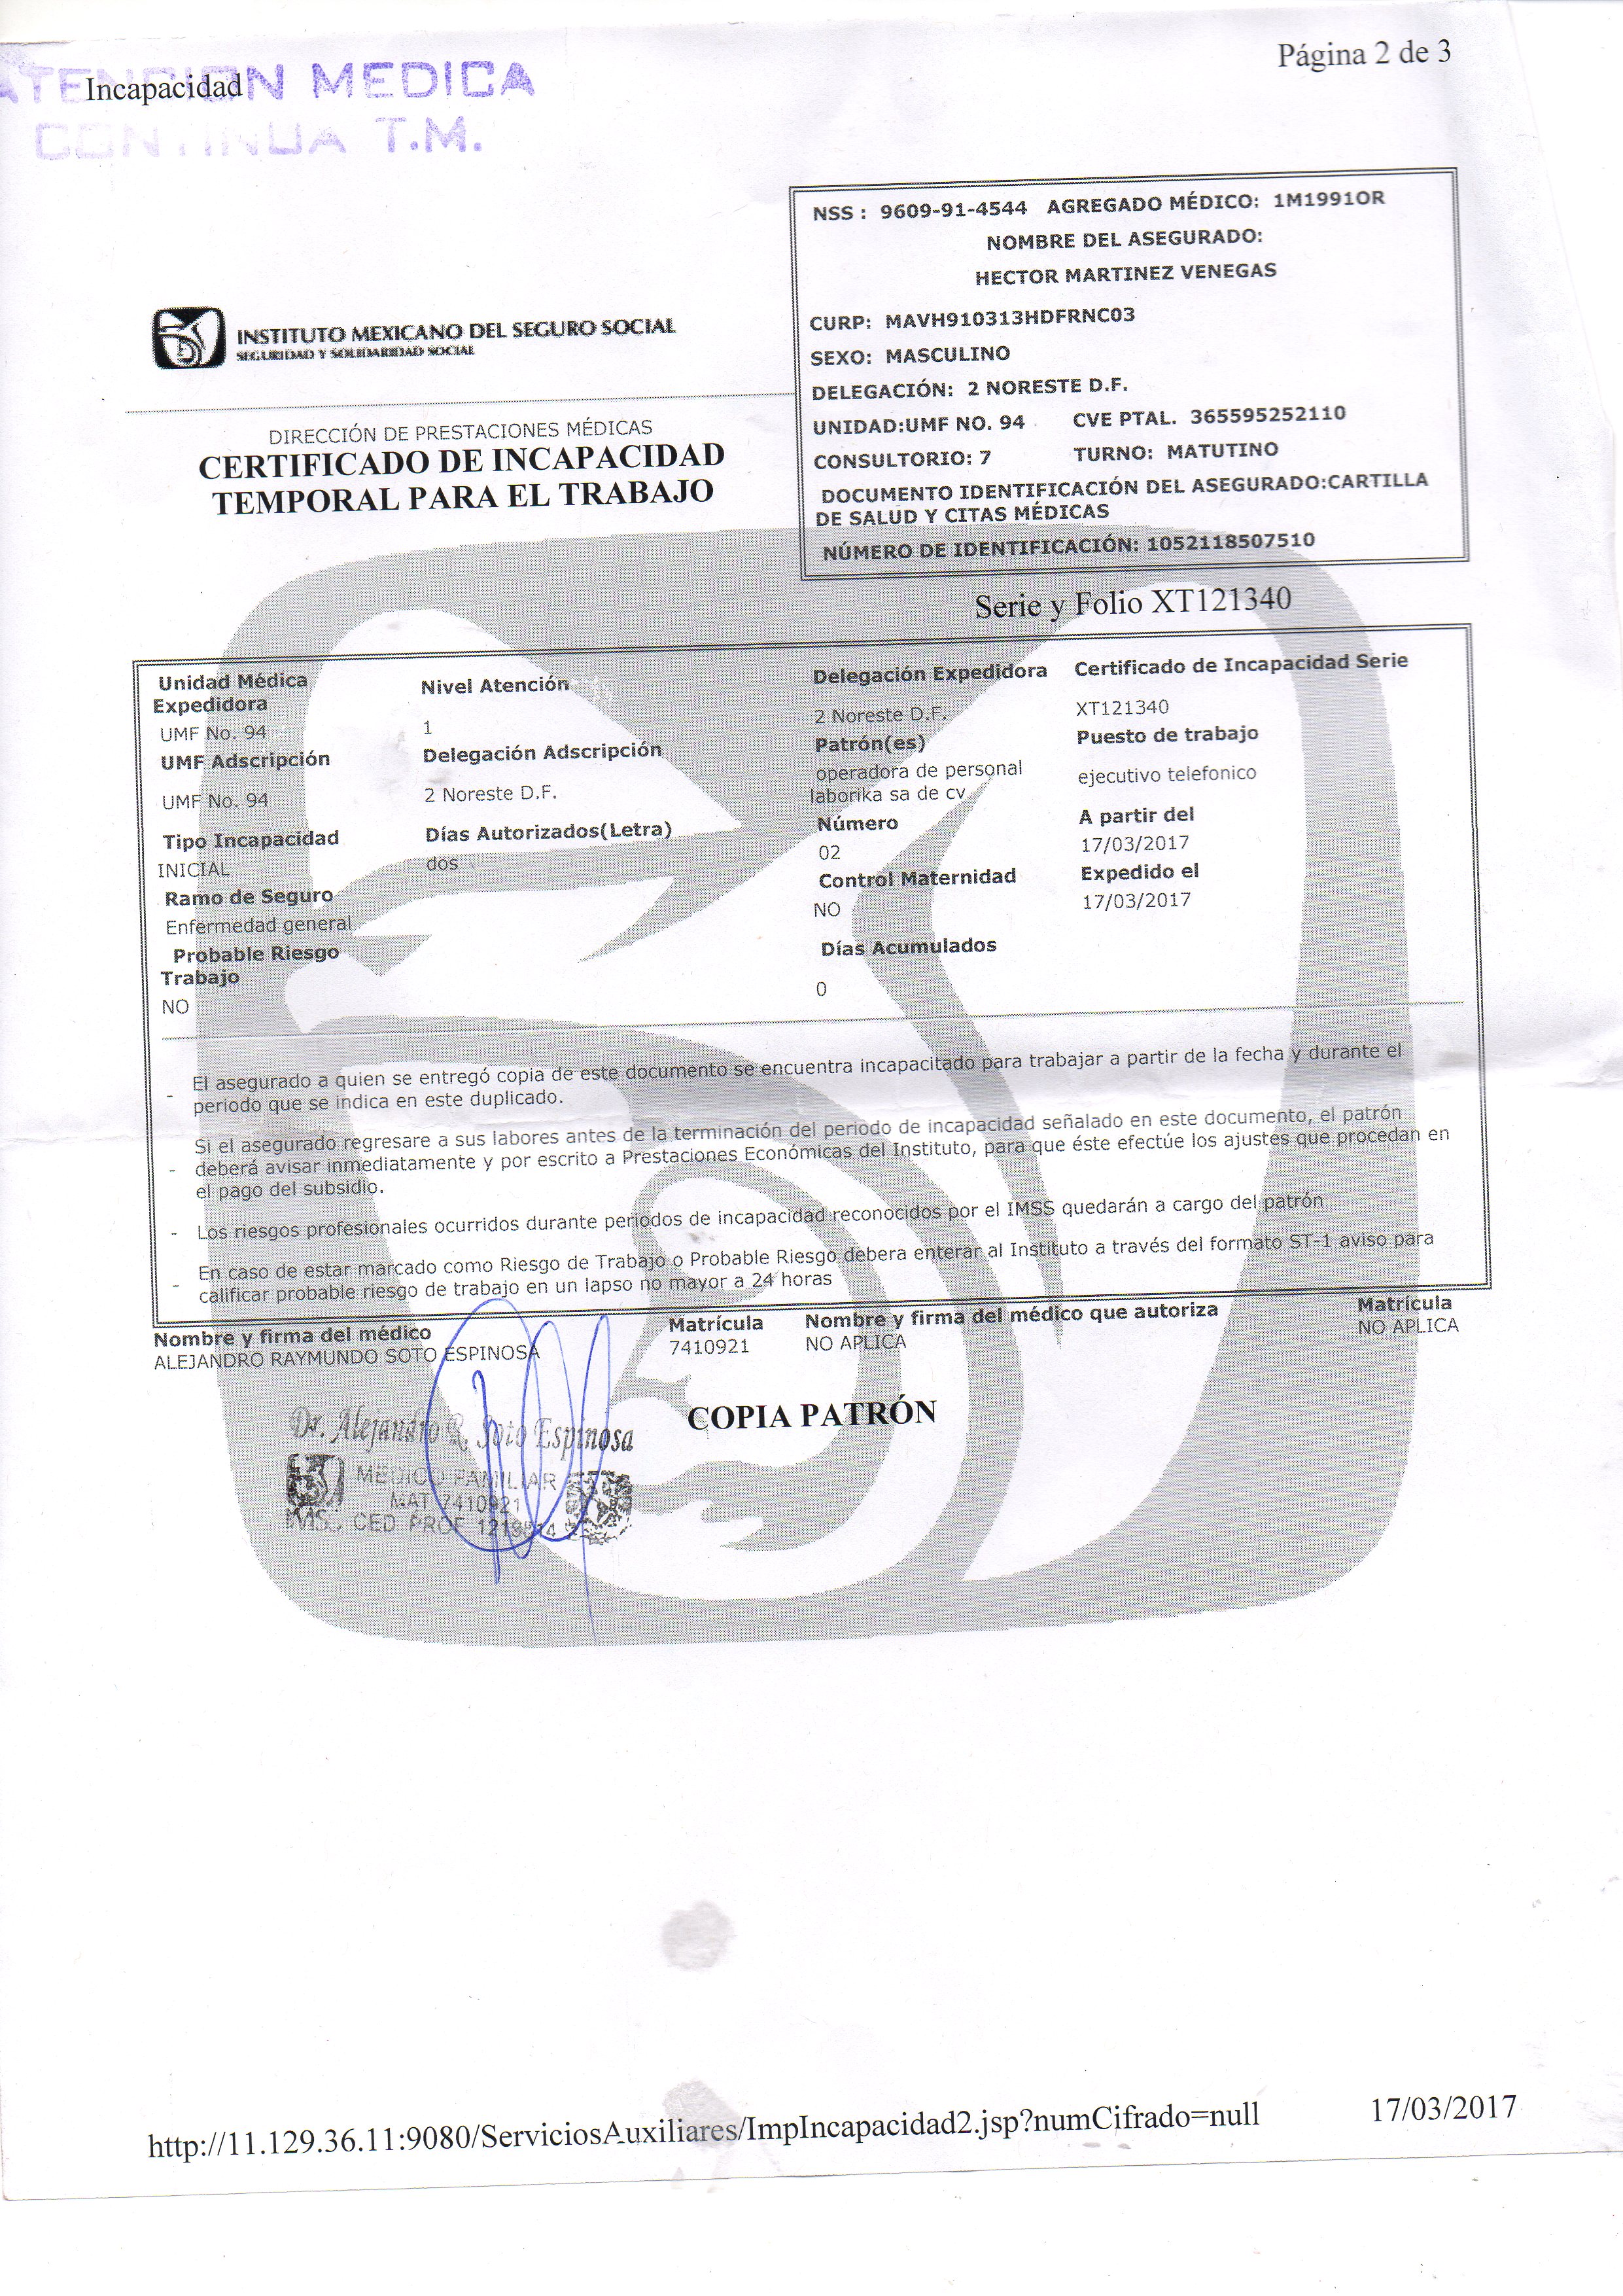 Página 2 de 3
Incapacidad
ATENCION MEDICA
CONTINUA T.M.
NSS : 9609-91-4544 AGREGADO MÉDICO: 1M1991OR
NOMBRE DEL ASEGURADO:
HECTOR MARTINEZ VENEGAS
CURP: MAVH910313HDFRNC03
SEXO: MASCULINO
DELEGACIÓN: 2 NORESTE D.F.
UNIDAD:UMF NO. 94 CVE PTAL. 365595252110
CONSULTORIO: 7 TURNO: MATUTINO
DOCUMENTO IDENTIFICACIÓN DEL ASEGURADO:CARTILLA
DE SALUD Y CITAS MÉDICAS
NÚMERO DE IDENTIFICACIÓN: 1052118507510
INSTITUTO MEXICANO DEL SEGURO SOCIAL
SEGURIDAD Y SOLIDARIDAD SOCIAL
DIRECCIÓN DE PRESTACIONES MÉDICAS
CERTIFICADO DE INCAPACIDAD
TEMPORAL PARA EL TRABAJO
Serie y Folio XT121340
Unidad Médica
Expedidora
UMF No. 94
Nivel Atención
1
Delegación Expedidora
2 Noreste D.F.
Certificado de Incapacidad Serie
XT121340
UMF Adscripción
UMF No. 94
Delegación Adscripción
2 Noreste D.F.
Patrón(es)
operadora de personal
laborika sa de cv
Puesto de trabajo
ejecutivo telefonico
Tipo Incapacidad
INICIAL
Días Autorizados(Letra)
dos
Número
02
A partir del
17/03/2017
Ramo de Seguro
Enfermedad general
Control Maternidad
NO
Expedido el
17/03/2017
Probable Riesgo
Trabajo
NO
Días Acumulados
0
- El asegurado a quien se entregó copia de este documento se encuentra incapacitado para trabajar a partir de la fecha y durante el
periodo que se indica en este duplicado.
Si el asegurado regresare a sus labores antes de la terminación del periodo de incapacidad señalado en este documento, el patrón
- deberá avisar inmediatamente y por escrito a Prestaciones Económicas del Instituto, para que éste efectúe los ajustes que procedan en
el pago del subsidio.
- Los riesgos profesionales ocurridos durante periodos de incapacidad reconocidos por el IMSS quedarán a cargo del patrón
- En caso de estar marcado como Riesgo de Trabajo o Probable Riesgo debera enterar al Instituto a través del formato ST-1 aviso para
calificar probable riesgo de trabajo en un lapso no mayor a 24 horas
Nombre y firma del médico
ALEJANDRO RAYMUNDO SOTO ESPINOSA
Matrícula
7410921
Nombre y firma del médico que autoriza
NO APLICA
Matrícula
NO APLICA
COPIA PATRÓN
Dr. Alejandro R. Soto Espinosa
MEDICO FAMILIAR
MAT 7410921
CED PROF
http://11.129.36.11:9080/ServiciosAuxiliares/ImpIncapacidad2.jsp?numCifrado=null 17/03/2017